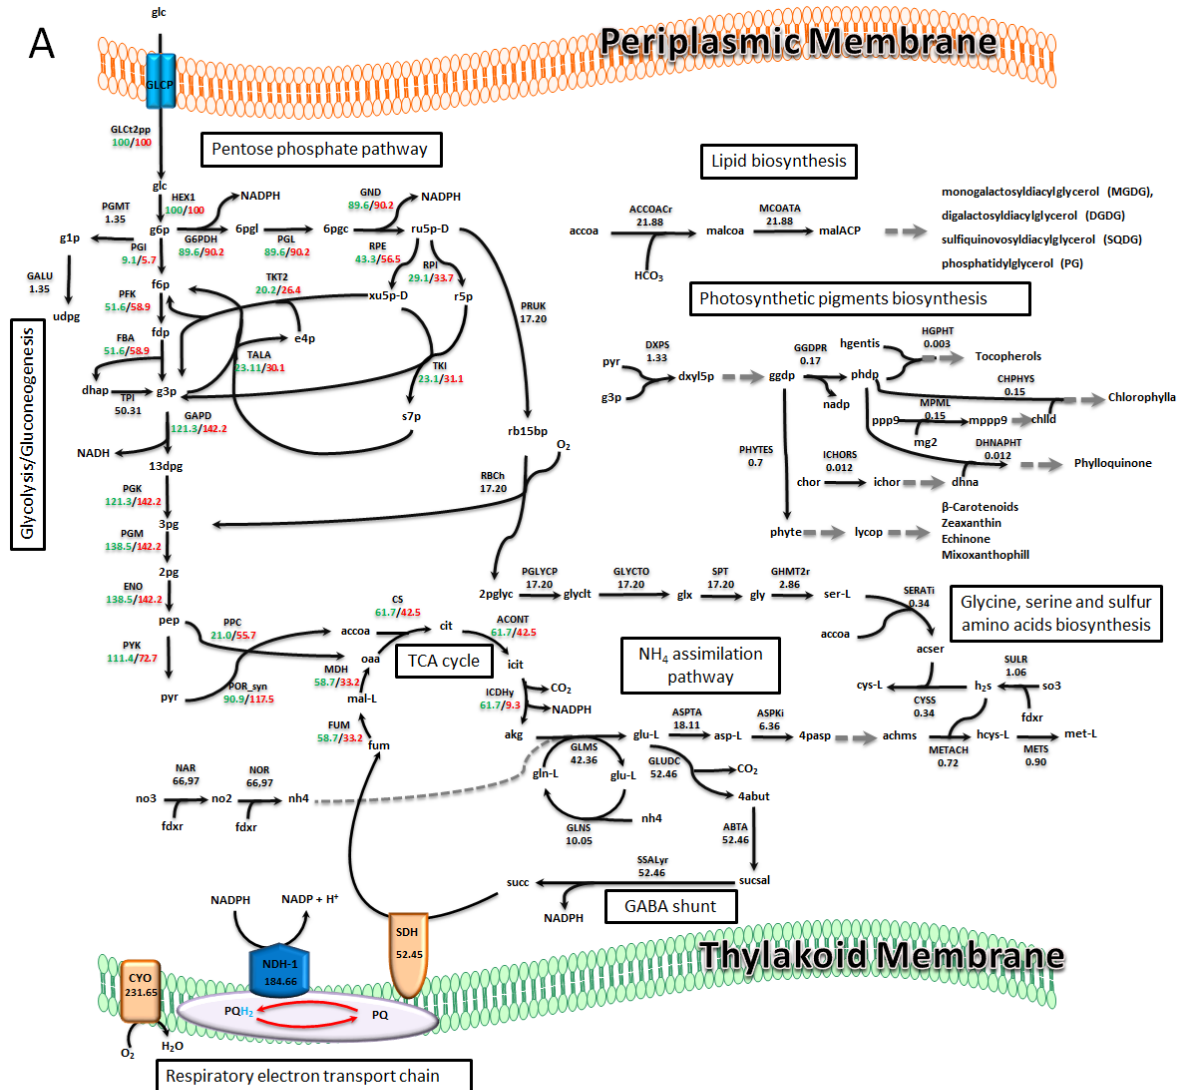 A
glc
Periplasmic Membrane
GLCP
GLCt2pp
100/100
Pentose phosphate pathway
Lipid biosynthesis
glc
HEX1
100/100
NADPH
GND
89.6/90.2
NADPH
PGMT
1.35
g1p
g6p
G6PDH
89.6/90.2
6pgl
PGL
89.6/90.2
6pgc
ru5p-D
RPE
43.3/56.5
RPI
29.1/33.7
PGI
9.1/5.7
GALU
1.35
udpg
f6p
TKT2
20.2/26.4
xu5p-D
r5p
PRUK
17.20
PFK
51.6/58.9
fdp
e4p
FBA
51.6/58.9
TALA
23.11/30.1
TKI
23.1/31.1
dhap
TPI
50.31
g3p
s7p
GAPD
121.3/142.2
NADH
13dpg
rb15bp
O2
RBCh
17.20
PGK
121.3/142.2
3pg
PGM
138.5/142.2
2pg
ENO
138.5/142.2
pep
PYK
111.4/72.7
pyr
Glycolysis/Gluconeogenesis
accoa
ACCOACr
21.88
HCO3
malcoa
MCOATA
21.88
malACP
monogalactosyldiacylglycerol (MGDG),
digalactosyldiacylglycerol (DGDG)
sulfiquinovosyldiacylglycerol (SQDG)
phosphatidylglycerol (PG)
Photosynthetic pigments biosynthesis
pyr
g3p
DXPS
1.33
dxyl5p
ggdp
GGDPR
0.17
nadp
phdp
hgentis
HGPHT
0.003
Tocopherols
CHPHYS
0.15
Chlorophylla
ppp9
MPML
0.15
mg2
mppp9
chlld
DHNAPHT
0.012
Phylloquinone
PHYTES
0.7
chor
ICHORS
0.012
ichor
dhna
phyte
lycop
β-Carotenoids
Zeaxanthin
Echinone
Mixoxanthophill
2pglyc
PGLYCP
17.20
glyclt
GLYCTO
17.20
glx
SPT
17.20
gly
GHMT2r
2.86
ser-L
SERATi
0.34
Glycine, serine and sulfur
amino acids biosynthesis
accoa
acser
cys-L
CYSS
0.34
h2s
SULR
1.06
so3
fdxr
achms
METACH
0.72
hcys-L
METS
0.90
met-L
PPC
21.0/55.7
POR_syn
90.9/117.5
accoa
CS
61.7/42.5
cit
ACONT
61.7/42.5
oaa
TCA cycle
icit
MDH
58.7/33.2
mal-L
ICDHy
61.7/9.3
CO2
NADPH
FUM
58.7/33.2
fum
akg
NH4 assimilation
pathway
GLMS
42.36
glu-L
ASPTA
18.11
asp-L
ASPKi
6.36
4pasp
gln-L
glu-L
GLUDC
52.46
CO2
4abut
GLNS
10.05
nh4
ABTA
52.46
NAR
66,97
NOR
66,97
no3
fdxr
no2
fdxr
nh4
succ
SSALyr
52.46
sucsal
NADPH
GABA shunt
NADPH
NADP + H+
SDH
52.45
Thylakoid Membrane
CYO
231.65
NDH-1
184.66
PQH2
PQ
O2
H2O
Respiratory electron transport chain